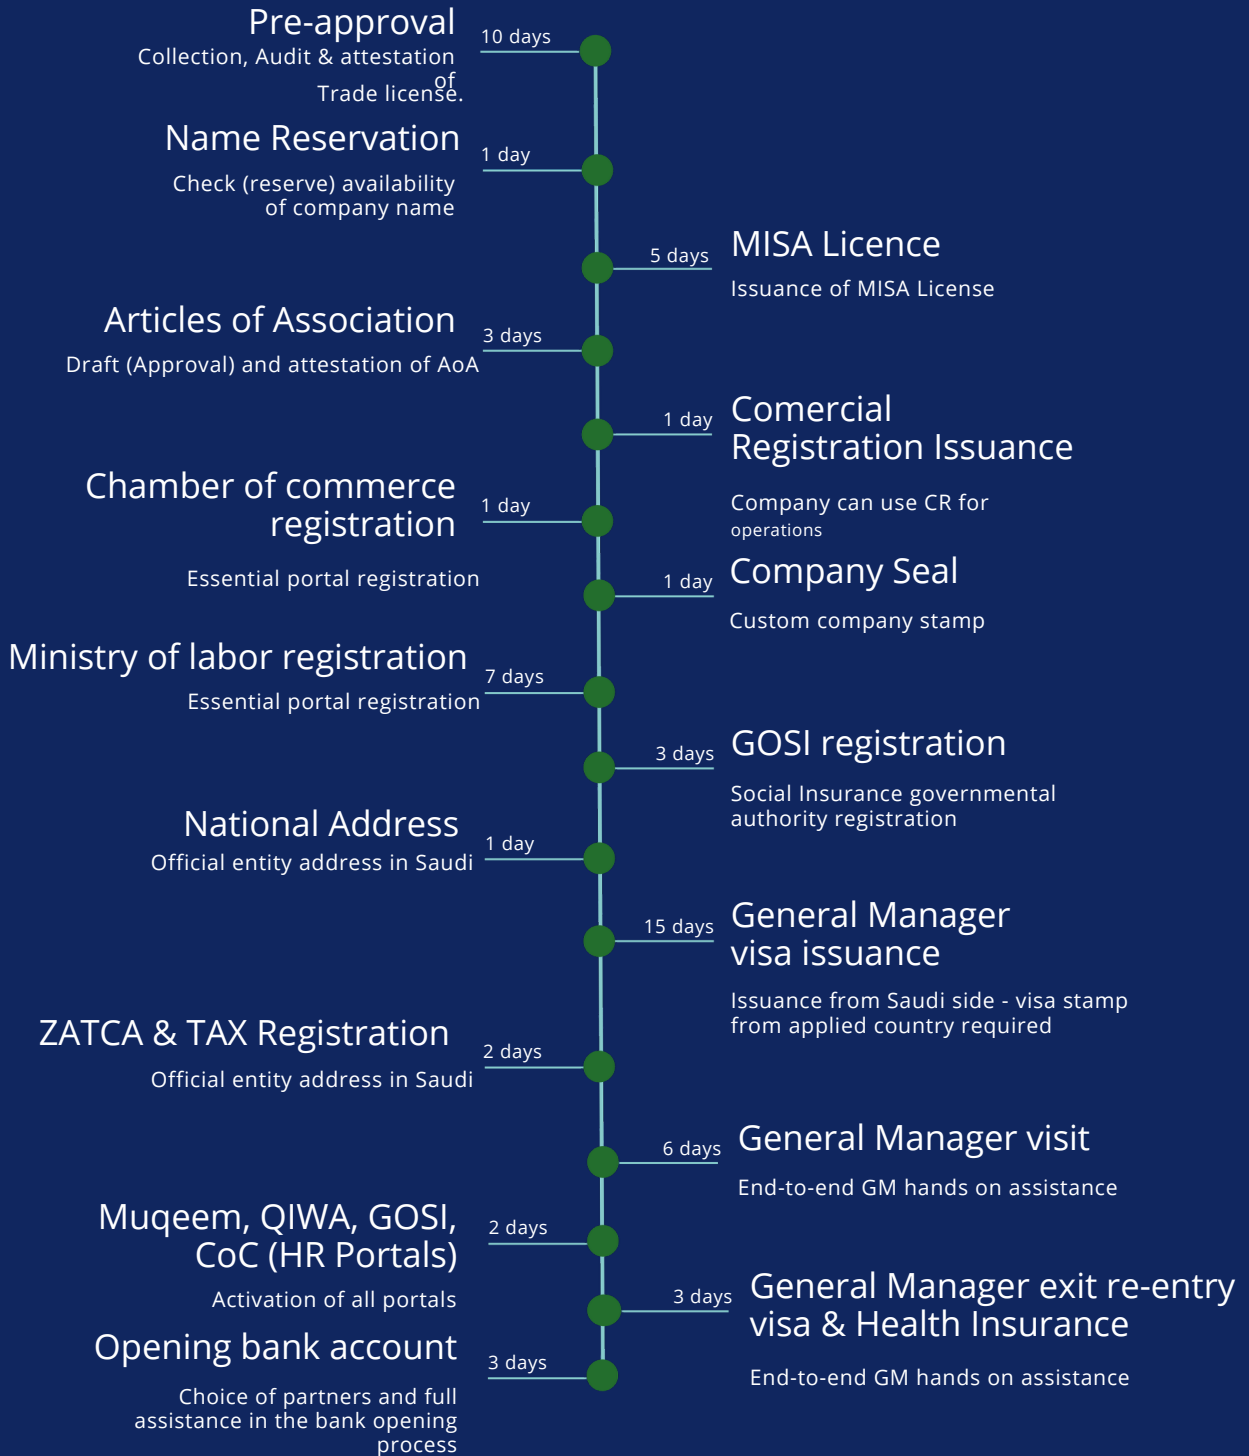 Pre-approval
10 days
Collection, Audit & attestation
of
Trade license.
Name Reservation
1 day
Check (reserve) availability
of company name
5 days
MISA Licence
Issuance of MISA License
Articles of Association
3 days
Draft (Approval) and attestation of AoA
1 day
Comercial
Registration Issuance
Company can use CR for
operations
Chamber of commerce
registration
1 day
Essential portal registration
1 day
Company Seal
Custom company stamp
Ministry of labor registration
7 days
Essential portal registration
3 days
GOSI registration
Social Insurance governmental
authority registration
National Address
1 day
Official entity address in Saudi
15 days
General Manager
visa issuance
Issuance from Saudi side - visa stamp
from applied country required
ZATCA & TAX Registration
2 days
Official entity address in Saudi
6 days
General Manager visit
End-to-end GM hands on assistance
Muqeem, QIWA, GOSI,
CoC (HR Portals)
2 days
Activation of all portals
3 days
General Manager exit re-entry
visa & Health Insurance
End-to-end GM hands on assistance
Opening bank account
3 days
Choice of partners and full
assistance in the bank opening
process